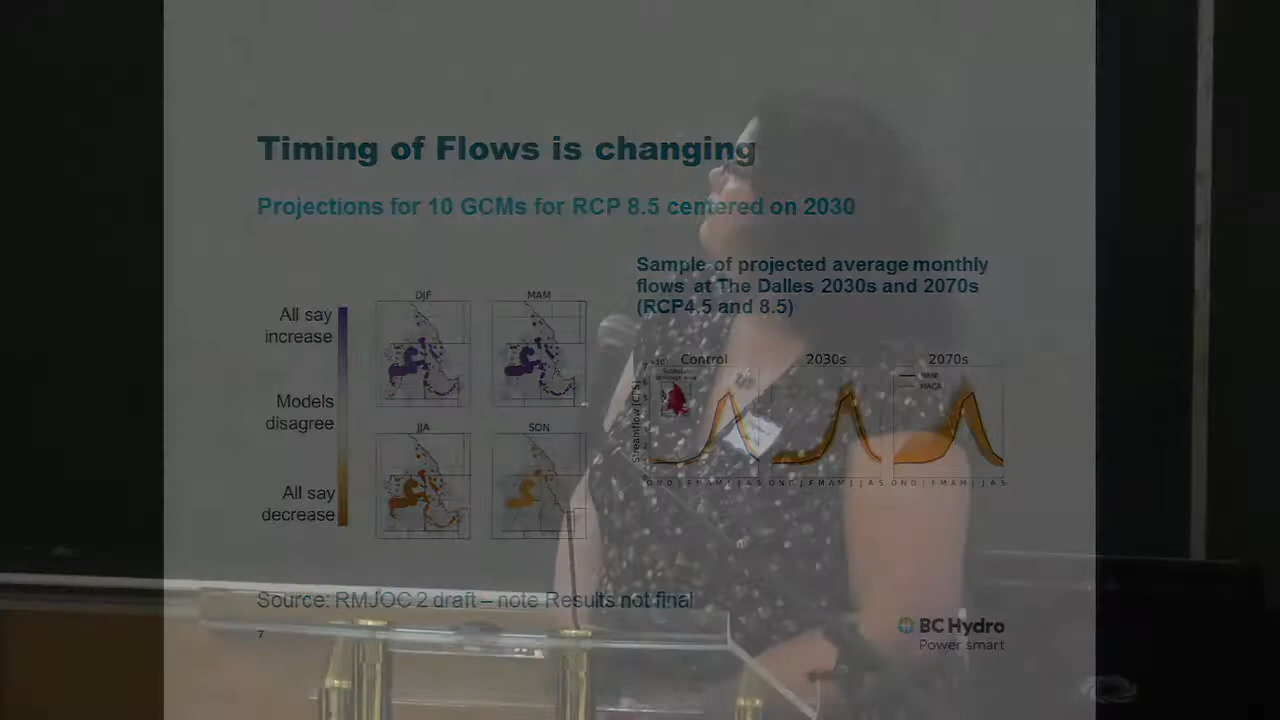 Timing of Flows is changing
Projections for 10 GCMs for RCP 8.5 centered on 2030
Sample of projected average monthly
flows at The Dalles 2030s and 2070s
(RCP4.5 and 8.5)
All say
increase
Models
disagree
All say
decrease
DJF
MAM
JJA
SON
Control
2030s
2070s
Streamflow [CFS]
MACA
O N D J F M A M J J A S
O N D J F M A M J J A S
O N D J F M A M J J A S
Source: RMJOC 2 draft – note Results not final
7
BC Hydro
Power smart